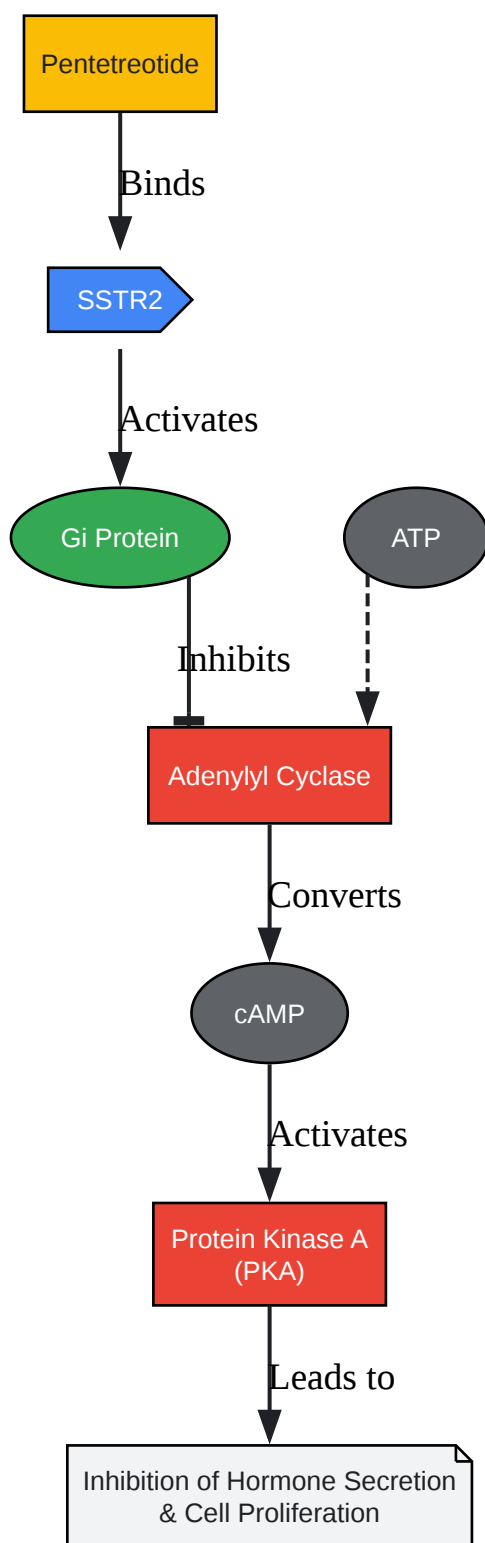 Pentetreotide
Binds
SSTR2
Activates
Gi Protein
ATP
Inhibits
Adenylyl Cyclase
Converts
cAMP
Activates
Protein Kinase A
(PKA)
Leads to
Inhibition of Hormone Secretion
& Cell Proliferation